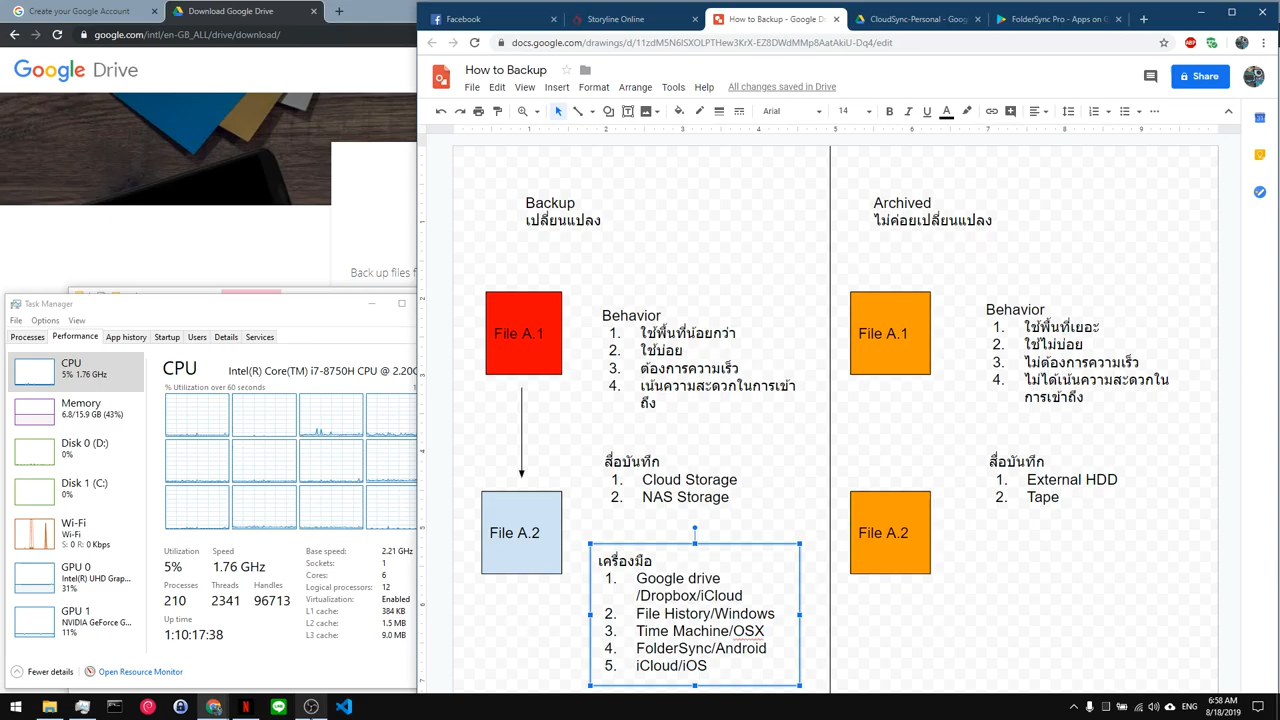 Create your Google Account
Download Google Drive
google.com/intl/en-GB_ALL/drive/download/
Google Drive
Back up files f
Task Manager
File Options View
Processes Performance App history Startup Users Details Services
CPU
5% 1.76 GHz
Memory
6.8/15.9 GB (43%)
Disk 0 (D:)
0%
Disk 1 (C:)
0%
Wi-Fi
Wi-Fi
S: 0 R: 0 Kbps
GPU 0
Intel(R) UHD Grap...
31%
GPU 1
NVIDIA GeForce G...
11%
CPU Intel(R) Core(TM) i7-8750H CPU @ 2.20G
% Utilization over 60 seconds
Utilization Speed
5% 1.76 GHz
Processes Threads Handles
210 2341 96713
Up time
1:10:17:38
Base speed: 2.21 GHz
Sockets: 1
Cores: 6
Logical processors: 12
Virtualization: Enabled
L1 cache: 384 KB
L2 cache: 1.5 MB
L3 cache: 9.0 MB
Fewer details Open Resource Monitor
Facebook
Storyline Online
How to Backup - Google Dr
CloudSync-Personal - Goog
FolderSync Pro - Apps on G
docs.google.com/drawings/d/11zdM5N6ISXOLPTHew3KrX-EZ8DWdMMp8AatAkiU-Dq4/edit
How to Backup
File Edit View Insert Format Arrange Tools Help All changes saved in Drive
Share
Arial 14
Backup
เปลี่ยนแปลง
File A.1
Behavior
1. ใช้พื้นที่น้อยกว่า
2. ใช้บ่อย
3. ต้องการความเร็ว
4. เน้นความสะดวกในการเข้า
ถึง
สื่อบันทึก
1. Cloud Storage
2. NAS Storage
File A.2
เครื่องมือ
1. Google drive
/Dropbox/iCloud
2. File History/Windows
3. Time Machine/OSX
4. FolderSync/Android
5. iCloud/iOS
Archived
ไม่ค่อยเปลี่ยนแปลง
File A.1
Behavior
1. ใช้พื้นที่เยอะ
2. ใช้ไม่บ่อย
3. ไม่ต้องการความเร็ว
4. ไม่ได้เน้นความสะดวกใน
การเข้าถึง
สื่อบันทึก
1. External HDD
2. Tape
File A.2
ENG
6:58 AM
8/18/2019